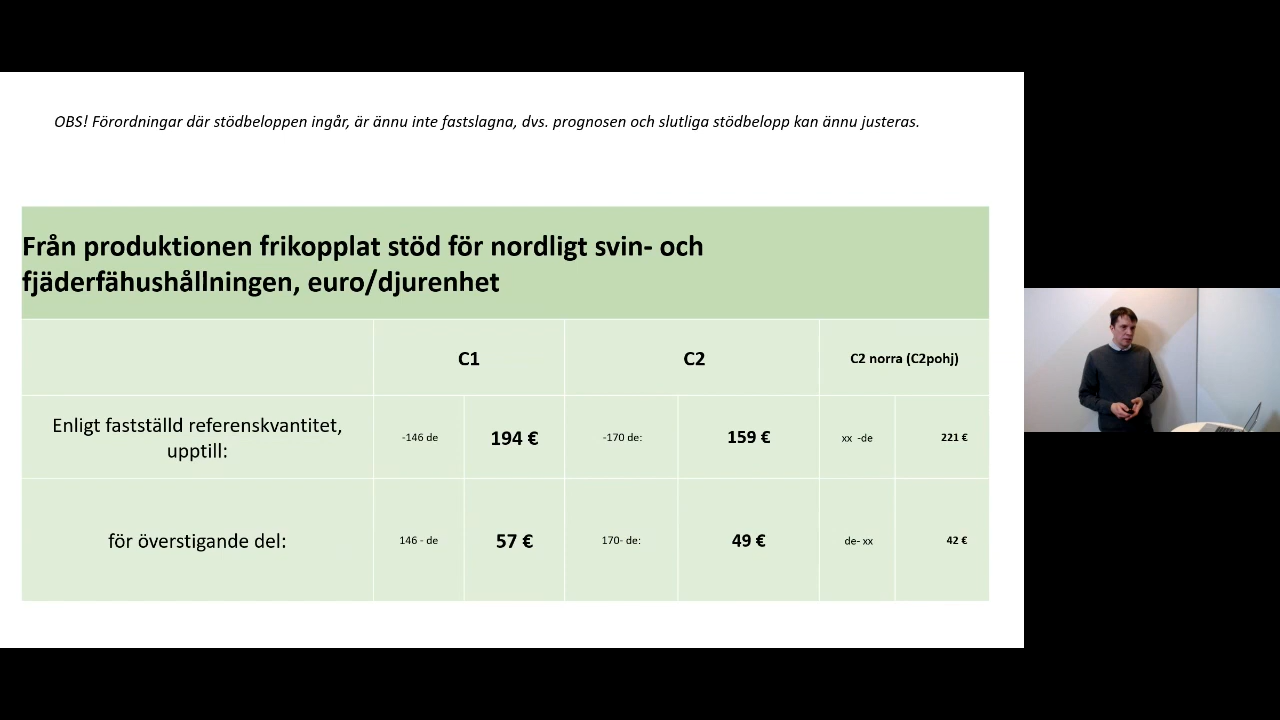 OBS! Förordningar där stödbeloppen ingår, är ännu inte fastslagna, dvs. prognosen och slutliga stödbelopp kan ännu justeras.
Från produktionen frikopplat stöd för nordligt svin- och
fjäderfähushållningen, euro/djurenhet
C1 C2 C2 norra (C2pohj)
Enligt fastställd referenskvantitet,
upptill:
-146 de 194 € -170 de: 159 € xx -de 221 €
för överstigande del: 146 - de 57 € 170- de: 49 € de- xx 42 €